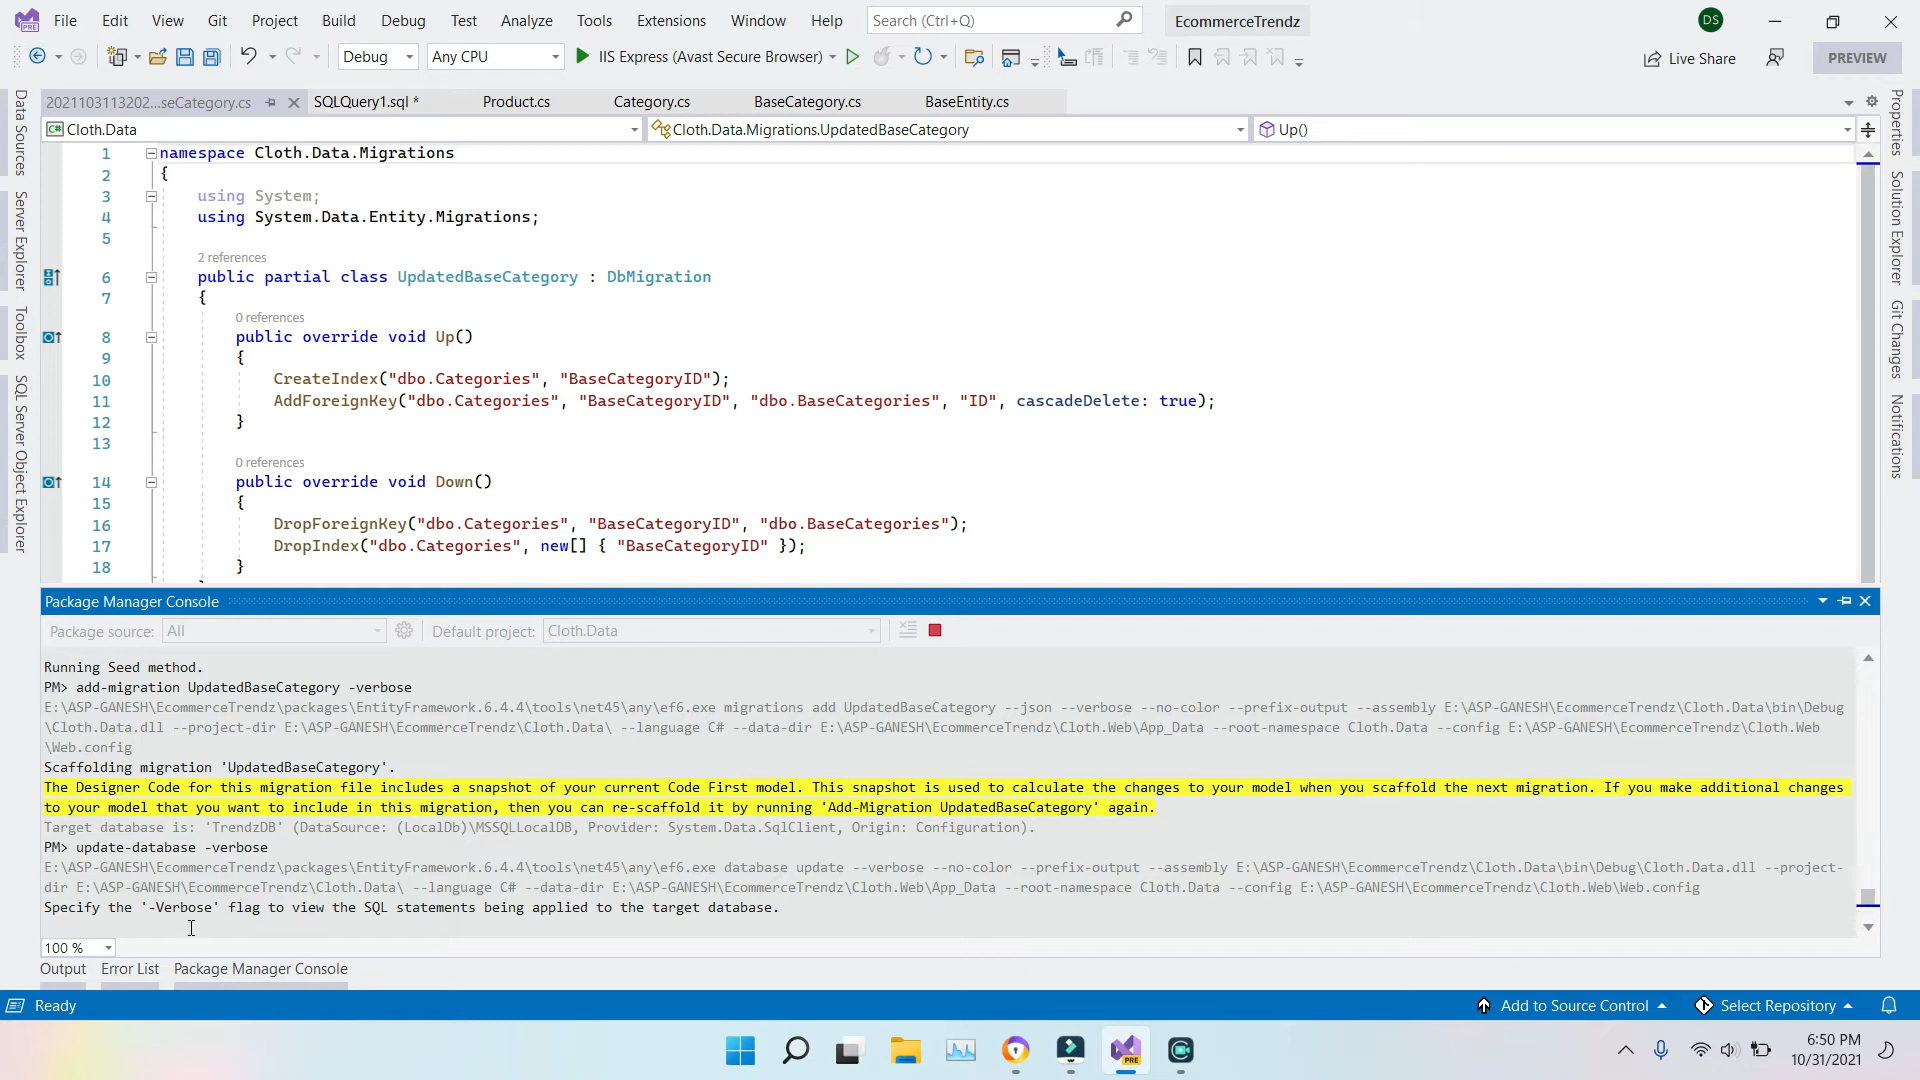 File Edit View Git Project Build Debug Test Analyze Tools Extensions Window Help Search (Ctrl+Q) EcommerceTrendz DS
Debug Any CPU IIS Express (Avast Secure Browser) Live Share PREVIEW
2021103113202...seCategory.cs SQLQuery1.sql * Product.cs Category.cs BaseCategory.cs BaseEntity.cs
Cloth.Data Cloth.Data.Migrations.UpdatedBaseCategory Up()
Data Sources
Server Explorer
Toolbox
SQL Server Object Explorer
1 namespace Cloth.Data.Migrations
2 {
3 using System;
4 using System.Data.Entity.Migrations;
5
2 references
6 public partial class UpdatedBaseCategory : DbMigration
7 {
0 references
8 public override void Up()
9 {
10 CreateIndex("dbo.Categories", "BaseCategoryID");
11 AddForeignKey("dbo.Categories", "BaseCategoryID", "dbo.BaseCategories", "ID", cascadeDelete: true);
12 }
13
0 references
14 public override void Down()
15 {
16 DropForeignKey("dbo.Categories", "BaseCategoryID", "dbo.BaseCategories");
17 DropIndex("dbo.Categories", new[] { "BaseCategoryID" });
18 }
Properties
Solution Explorer
Git Changes
Notifications
Package Manager Console
Package source: All Default project: Cloth.Data
Running Seed method.
PM> add-migration UpdatedBaseCategory -verbose
E:\ASP-GANESH\EcommerceTrendz\packages\EntityFramework.6.4.4\tools\net45\any\ef6.exe migrations add UpdatedBaseCategory --json --verbose --no-color --prefix-output --assembly E:\ASP-GANESH\EcommerceTrendz\Cloth.Data\bin\Debug
\Cloth.Data.dll --project-dir E:\ASP-GANESH\EcommerceTrendz\Cloth.Data\ --language C# --data-dir E:\ASP-GANESH\EcommerceTrendz\Cloth.Web\App_Data --root-namespace Cloth.Data --config E:\ASP-GANESH\EcommerceTrendz\Cloth.Web
\Web.config
Scaffolding migration 'UpdatedBaseCategory'.
The Designer Code for this migration file includes a snapshot of your current Code First model. This snapshot is used to calculate the changes to your model when you scaffold the next migration. If you make additional changes
to your model that you want to include in this migration, then you can re-scaffold it by running 'Add-Migration UpdatedBaseCategory' again.
Target database is: 'TrendzDB' (DataSource: (LocalDb)\MSSQLLocalDB, Provider: System.Data.SqlClient, Origin: Configuration).
PM> update-database -verbose
E:\ASP-GANESH\EcommerceTrendz\packages\EntityFramework.6.4.4\tools\net45\any\ef6.exe database update --verbose --no-color --prefix-output --assembly E:\ASP-GANESH\EcommerceTrendz\Cloth.Data\bin\Debug\Cloth.Data.dll --project-
dir E:\ASP-GANESH\EcommerceTrendz\Cloth.Data\ --language C# --data-dir E:\ASP-GANESH\EcommerceTrendz\Cloth.Web\App_Data --root-namespace Cloth.Data --config E:\ASP-GANESH\EcommerceTrendz\Cloth.Web\Web.config
Specify the '-Verbose' flag to view the SQL statements being applied to the target database.
100 %
Output Error List Package Manager Console
Ready Add to Source Control Select Repository
PRE
6:50 PM
10/31/2021